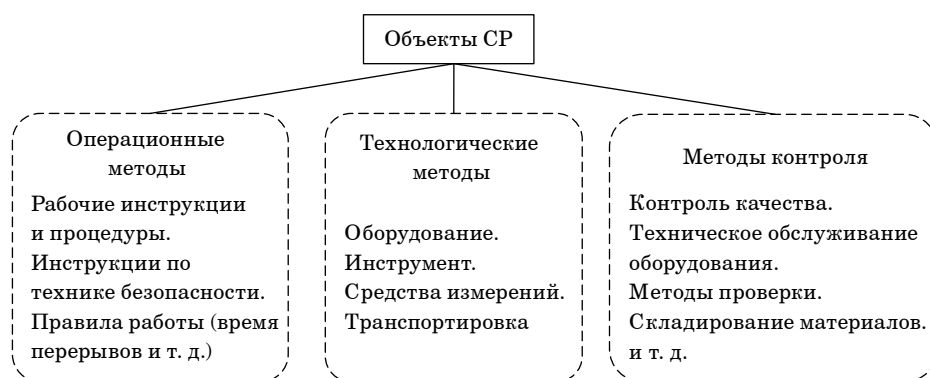 Объекты СР
Операционные
методы
Рабочие инструкции
и процедуры.
Инструкции по
технике безопасности.
Правила работы (время
перерывов и т. д.)
Технологические
методы
Оборудование.
Инструмент.
Средства измерений.
Транспортировка
Методы контроля
Контроль качества.
Техническое обслуживание
оборудования.
Методы проверки.
Складирование материалов.
и т. д.